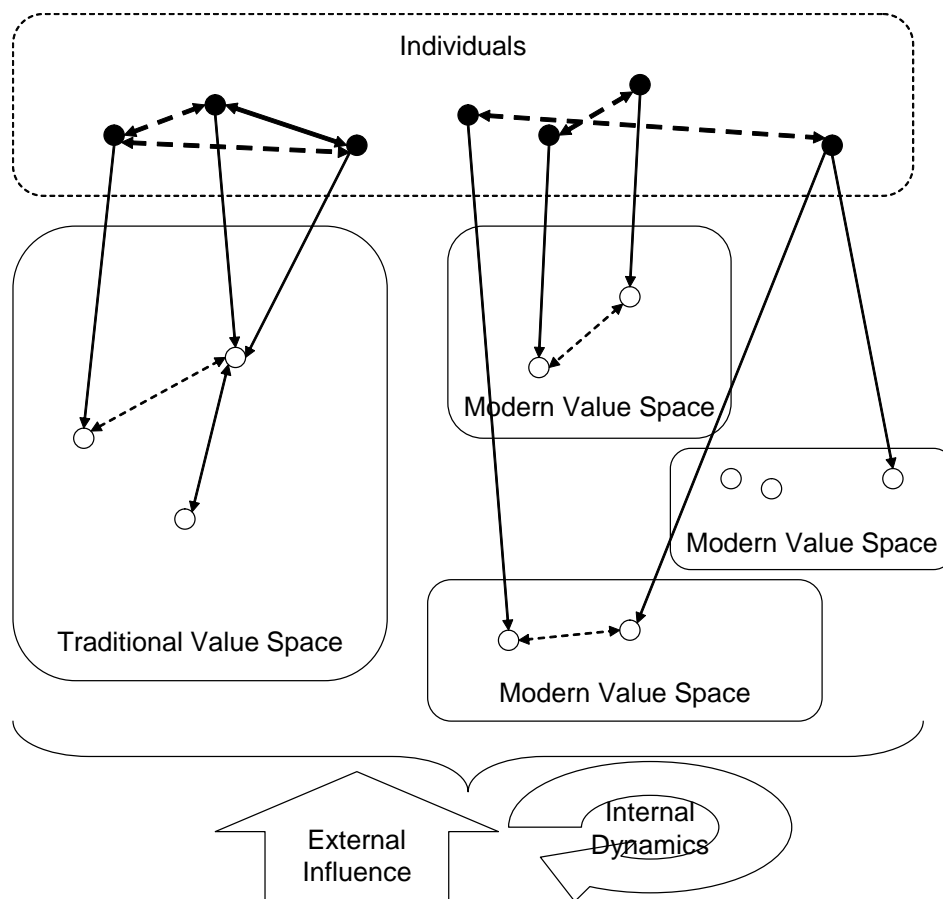 Individuals
Modern Value Space
Modern Value Space
Traditional Value Space
Modern Value Space
External
Influence
Internal
Dynamics